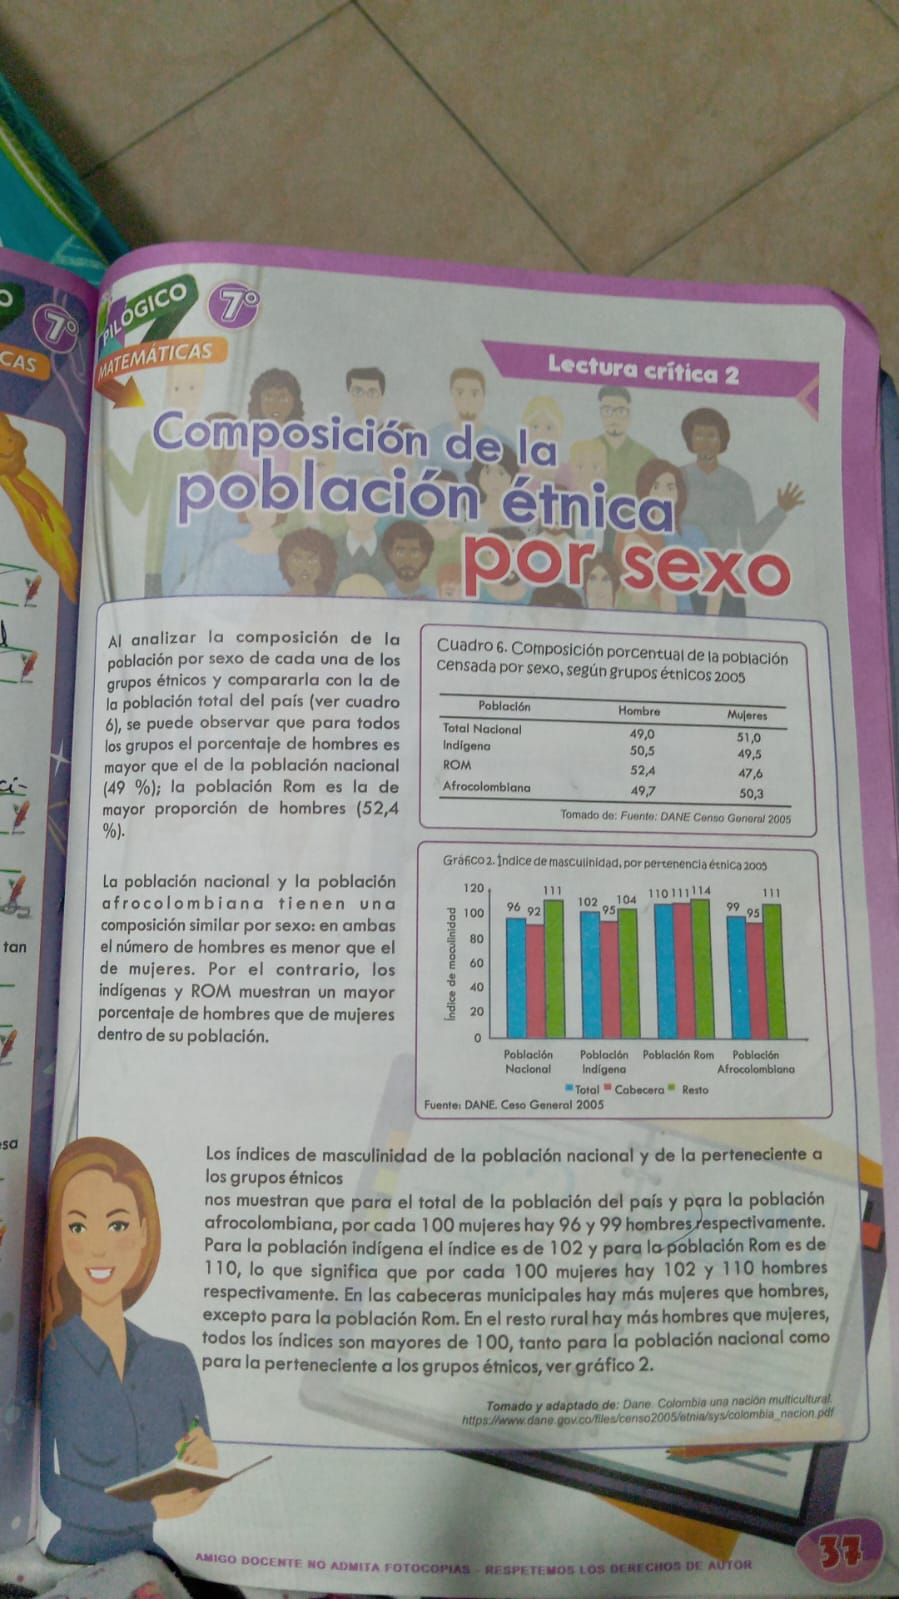 7°
CAS
tan
sa
7°
MATEMÁTICAS
Lectura crítica 2
Composición de la
población étnica
por sexo
Al analizar la composición de la
población por sexo de cada una de los
grupos étnicos y compararla con la de
la población total del país (ver cuadro
6), se puede observar que para todos
los grupos el porcentaje de hombres es
mayor que el de la población nacional
(49 %); la población Rom es la de
mayor proporción de hombres (52,4
%).
La población nacional y la población
afrocolombiana tienen una
composición similar por sexo: en ambas
el número de hombres es menor que el
de mujeres. Por el contrario, los
indígenas y ROM muestran un mayor
porcentaje de hombres que de mujeres
dentro de su población.
Cuadro 6. Composición porcentual de la población
censada por sexo, según grupos étnicos 2005
Población Hombre Mujeres
Total Nacional 49,0 51,0
Indígena 50,5 49,5
ROM 52,4 47,6
Afrocolombiana 49,7 50,3
Tomado de: Fuente: DANE Censo General 2005
Gráfico 2. Índice de masculinidad, por pertenencia étnica 2005
Índice de maculinidad
120
100
80
60
40
20
0
96 92 111
102 95 104
110 111 114
99 95 111
Población Nacional
Población Indígena
Población Rom
Población Afrocolombiana
Total Cabecera Resto
Fuente: DANE. Ceso General 2005
Los índices de masculinidad de la población nacional y de la perteneciente a
los grupos étnicos
nos muestran que para el total de la población del país y para la población
afrocolombiana, por cada 100 mujeres hay 96 y 99 hombres respectivamente.
Para la población indígena el índice es de 102 y para la población Rom es de
110, lo que significa que por cada 100 mujeres hay 102 y 110 hombres
respectivamente. En las cabeceras municipales hay más mujeres que hombres,
excepto para la población Rom. En el resto rural hay más hombres que mujeres,
todos los índices son mayores de 100, tanto para la población nacional como
para la perteneciente a los grupos étnicos, ver gráfico 2.
Tomado y adaptado de: Dane. Colombia una nación multicultural.
https://www.dane.gov.co/files/censo2005/etnia/sys/colombia_nacion.pdf
AMIGO DOCENTE NO ADMITA FOTOCOPIAS - RESPETEMOS LOS DERECHOS DE AUTOR
37